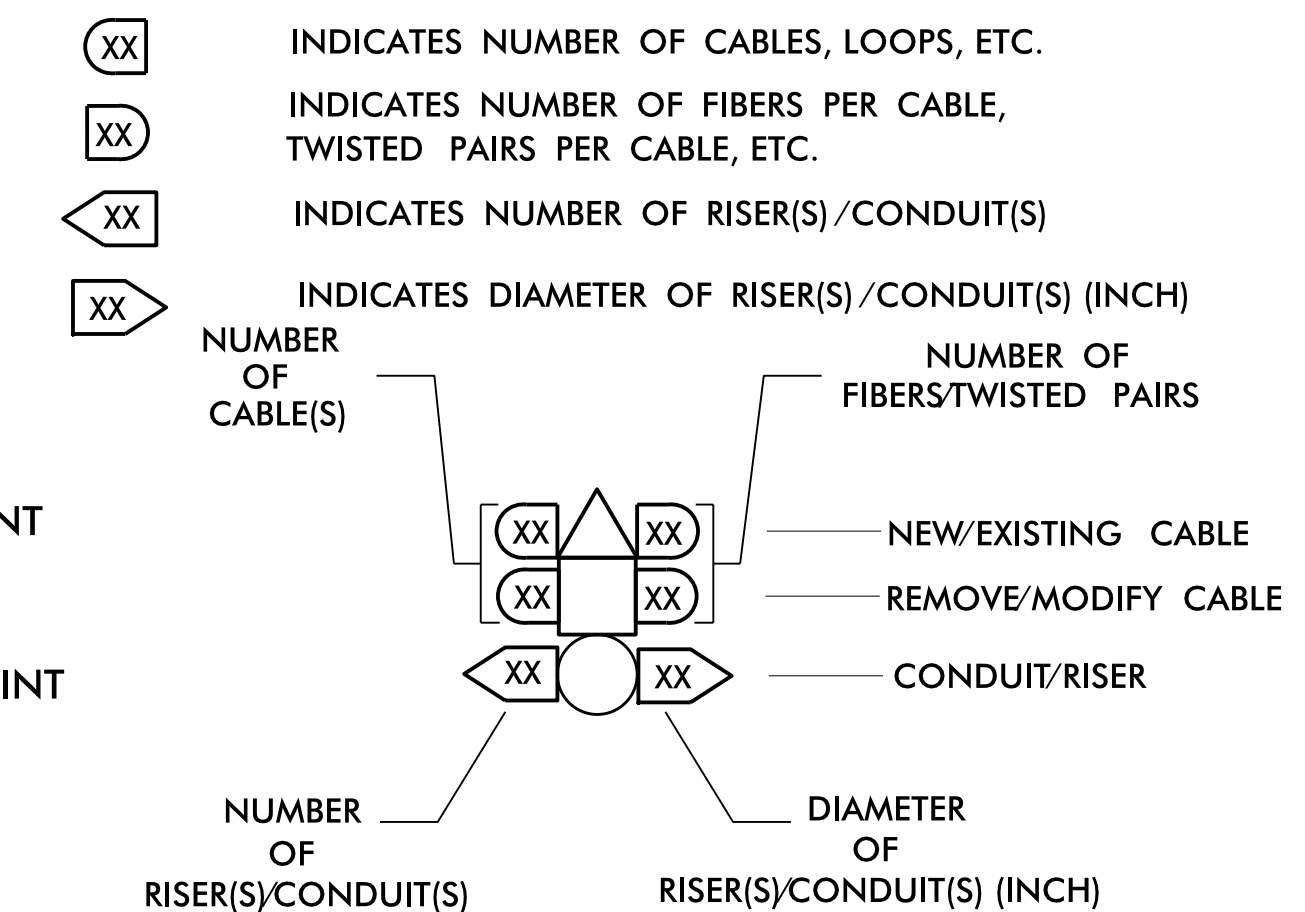 XX INDICATES NUMBER OF CABLES, LOOPS, ETC.
XX INDICATES NUMBER OF FIBERS PER CABLE,
TWISTED PAIRS PER CABLE, ETC.
XX INDICATES NUMBER OF RISER(S)/CONDUIT(S)
XX INDICATES DIAMETER OF RISER(S)/CONDUIT(S) (INCH)
NUMBER
OF
CABLE(S)
NUMBER OF
FIBERS/TWISTED PAIRS
NT
XX XX NEW/EXISTING CABLE
XX XX REMOVE/MODIFY CABLE
INT
XX XX CONDUIT/RISER
NUMBER
OF
RISER(S)/CONDUIT(S)
DIAMETER
OF
RISER(S)/CONDUIT(S) (INCH)